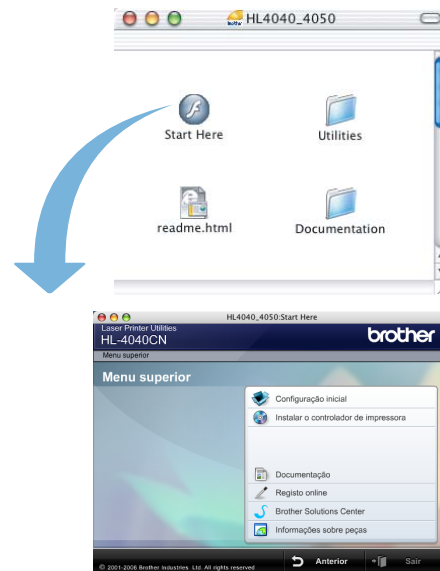 brother HL4040_4050
Start Here
Utilities
readme.html
Documentation
HL4040_4050:Start Here
Laser Printer Utilities
HL-4040CN
brother
Menu superior
Menu superior
Configuração inicial
Instalar o controlador de impressora
Documentação
Registo online
Brother Solutions Center
Informações sobre peças
© 2001-2006 Brother Industries Ltd. All rights reserved
Anterior
Sair